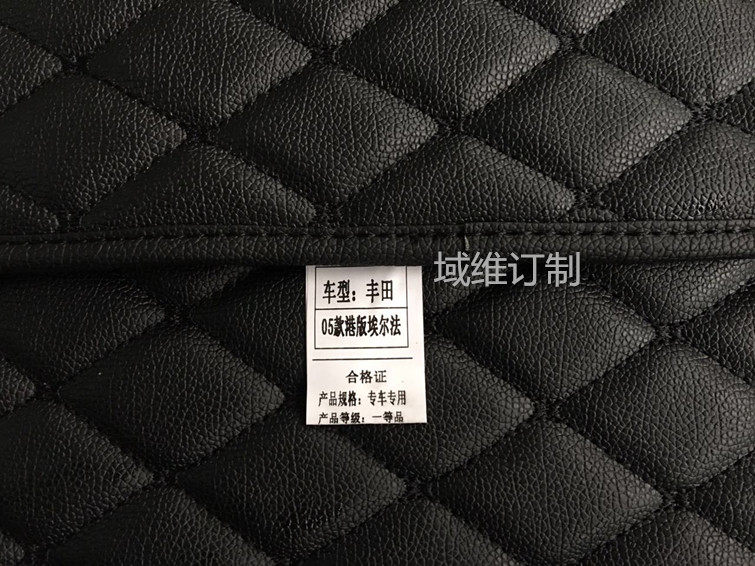 域维订制
车型：丰田
05款港版埃尔法
合格证
产品规格：专车专用
产品等级：一等品